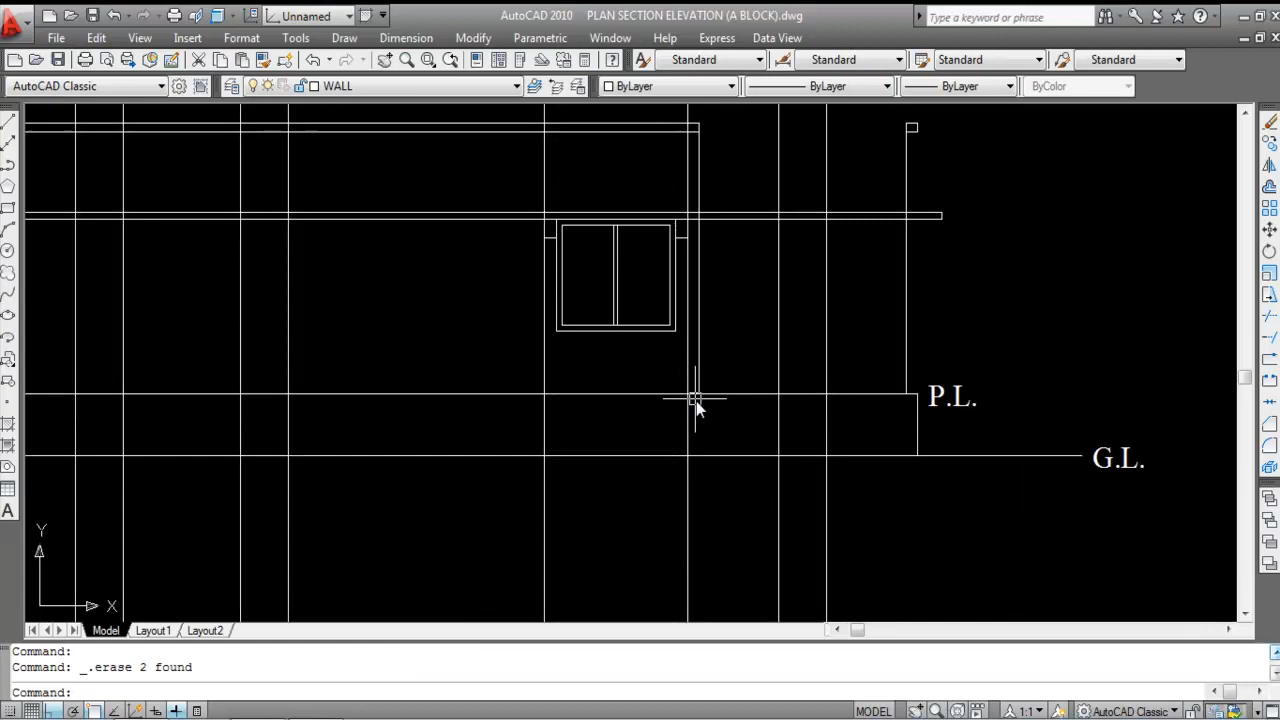 Unnamed AutoCAD 2010 PLAN SECTION ELEVATION (A BLOCK).dwg Type a keyword or phrase
File Edit View Insert Format Tools Draw Dimension Modify Parametric Window Help Express Data View
Standard Standard Standard Standard
AutoCAD Classic WALL ByLayer ByLayer ByLayer ByColor
P.L.
G.L.
Y
X
Model Layout1 Layout2
Command:
Command: _.erase 2 found
Command:
MODEL 1:1 AutoCAD Classic